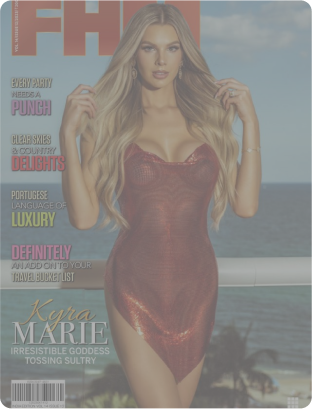 FHM
EVERY PARTY
NEEDS A
PUNCH
CLEAR SKIES
& COUNTRY
DELIGHTS
PORTUGESE
LANGUAGE OF
LUXURY
DEFINITELY
AN ADD ON TO YOUR
TRAVEL BUCKET LIST
Kyra
MARIE
IRRESISTIBLE GODDESS
TOSSING SULTRY